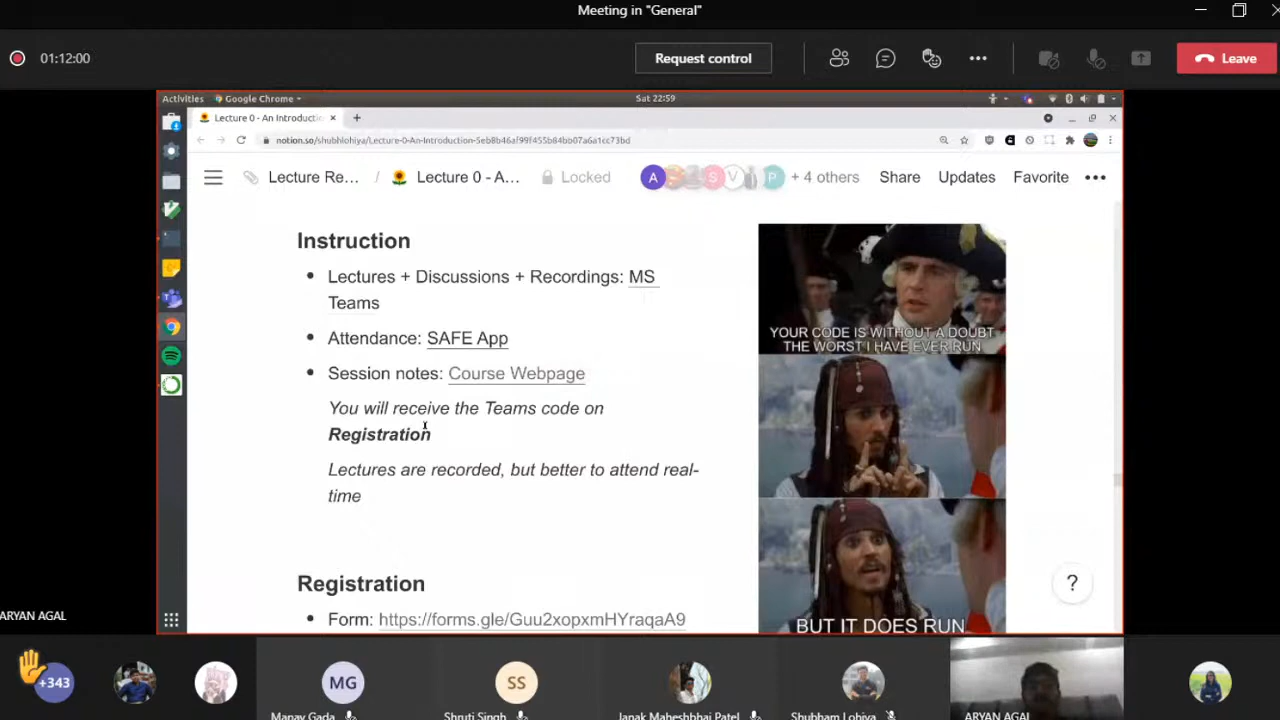 Meeting in "General"
01:12:00
Request control
Leave
Activities
Google Chrome
Sat 22:59
Lecture 0 - An Introductic
notion.so/shubhlohiya/Lecture-0-An-Introduction-5eb8b46af99f455b84bb07a6a1cc73bd
Lecture Re...
/
Lecture 0 - A...
Locked
A
S
V
P
+ 4 others
Share
Updates
Favorite
Instruction
Lectures + Discussions + Recordings: MS
Teams
Attendance: SAFE App
Session notes: Course Webpage
You will receive the Teams code on
Registration
Lectures are recorded, but better to attend real-
time
Registration
Form: https://forms.gle/Guu2xopxmHYraqaA9
YOUR CODE IS WITHOUT A DOUBT
THE WORST I HAVE EVER RUN
BUT IT DOES RUN
?
ARYAN AGAL
+343
MG
SS
Manav Gada
Shruti Singh
Janak Maheshbhai Patel
Shubham Lohiya
ARYAN AGAL